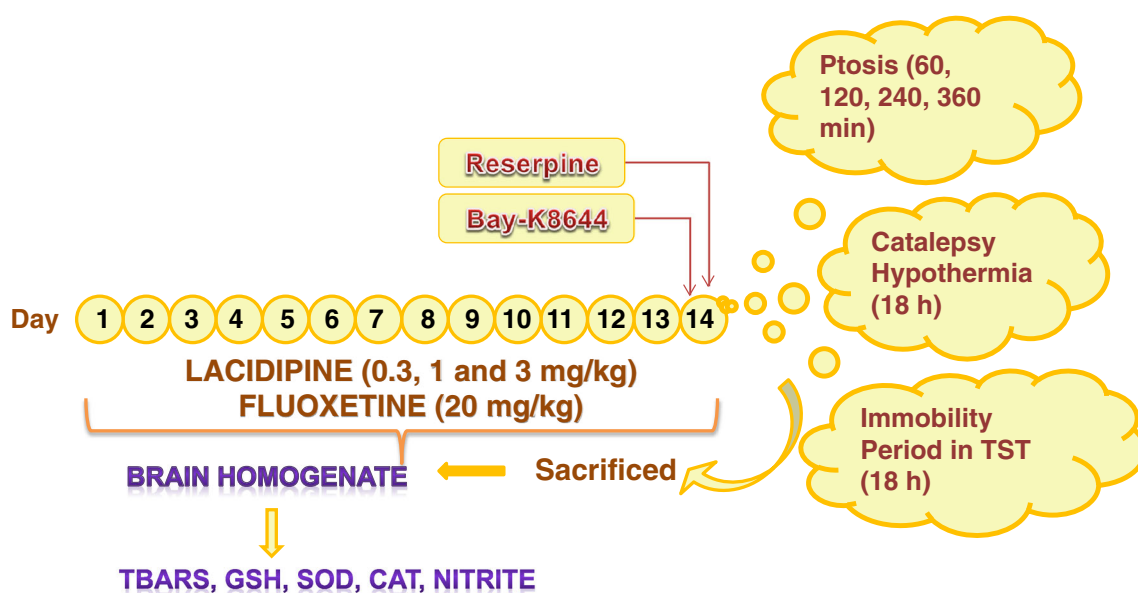 Ptosis (60,
120, 240, 360
min)
Reserpine
Bay-K8644
Catalepsy
Hypothermia
(18 h)
Day 1 2 3 4 5 6 7 8 9 10 11 12 13 14
LACIDIPINE (0.3, 1 and 3 mg/kg)
FLUOXETINE (20 mg/kg)
Immobility
Period in TST
(18 h)
BRAIN HOMOGENATE
Sacrificed
TBARS, GSH, SOD, CAT, NITRITE